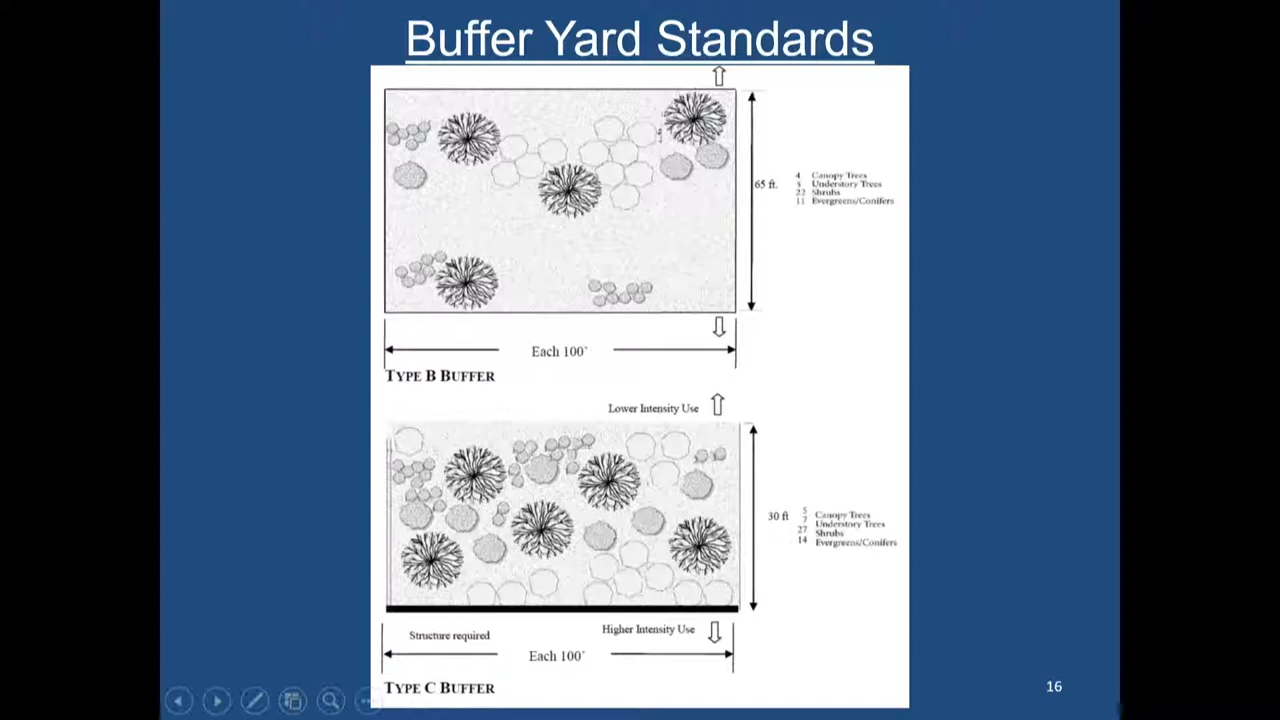 Buffer Yard Standards
65 ft.
4 Canopy Trees
Understory Trees
22 Shrubs
11 Evergreens/Conifers
Each 100`
TYPE B BUFFER
Lower Intensity Use
30 ft
5 Canopy Trees
7 Understory Trees
27 Shrubs
14 Evergreens/Conifers
Structure required
Higher Intensity Use
Each 100`
TYPE C BUFFER
16